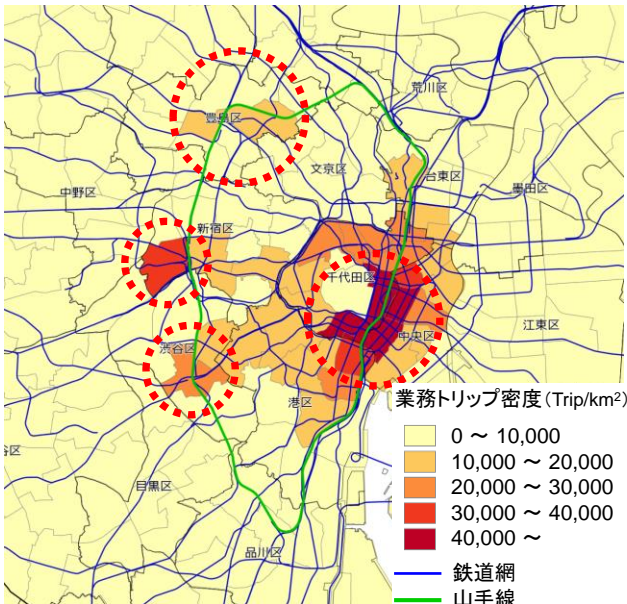 荒川区
豊島区
文京区
台東区
中野区
墨田区
新宿区
千代田区
江東区
中央区
渋谷区
港区
業務トリップ密度(Trip/km²)
0 ~ 10,000
10,000 ~ 20,000
谷区
20,000 ~ 30,000
目黒区
30,000 ~ 40,000
40,000 ~
品川区
鉄道網
山手線